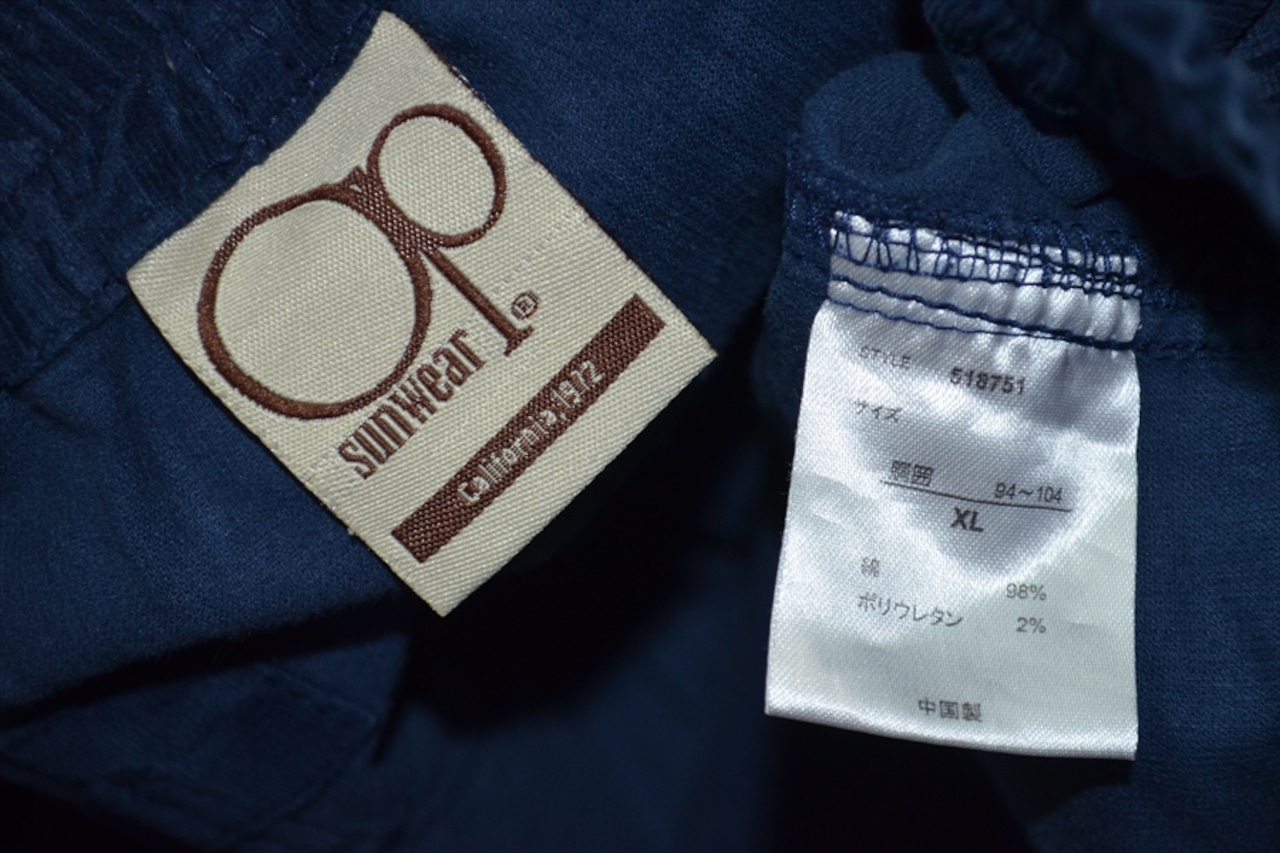 op
sunwear®
California,1972
STYLE 518751
サイズ
胴囲 94～104
XL
綿 98%
ポリウレタン 2%
中国製